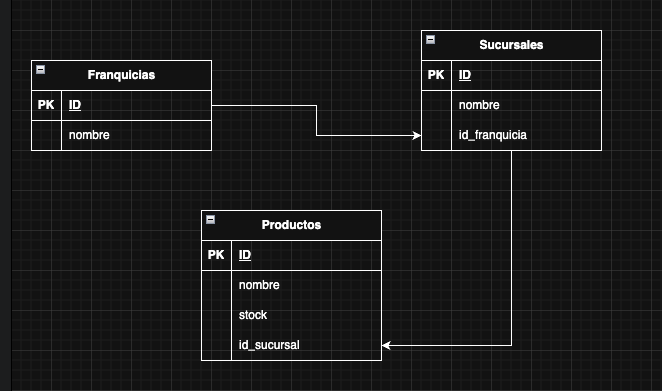 Franquicias
PK ID
nombre
Sucursales
PK ID
nombre
id_franquicia
Productos
PK ID
nombre
stock
id_sucursal